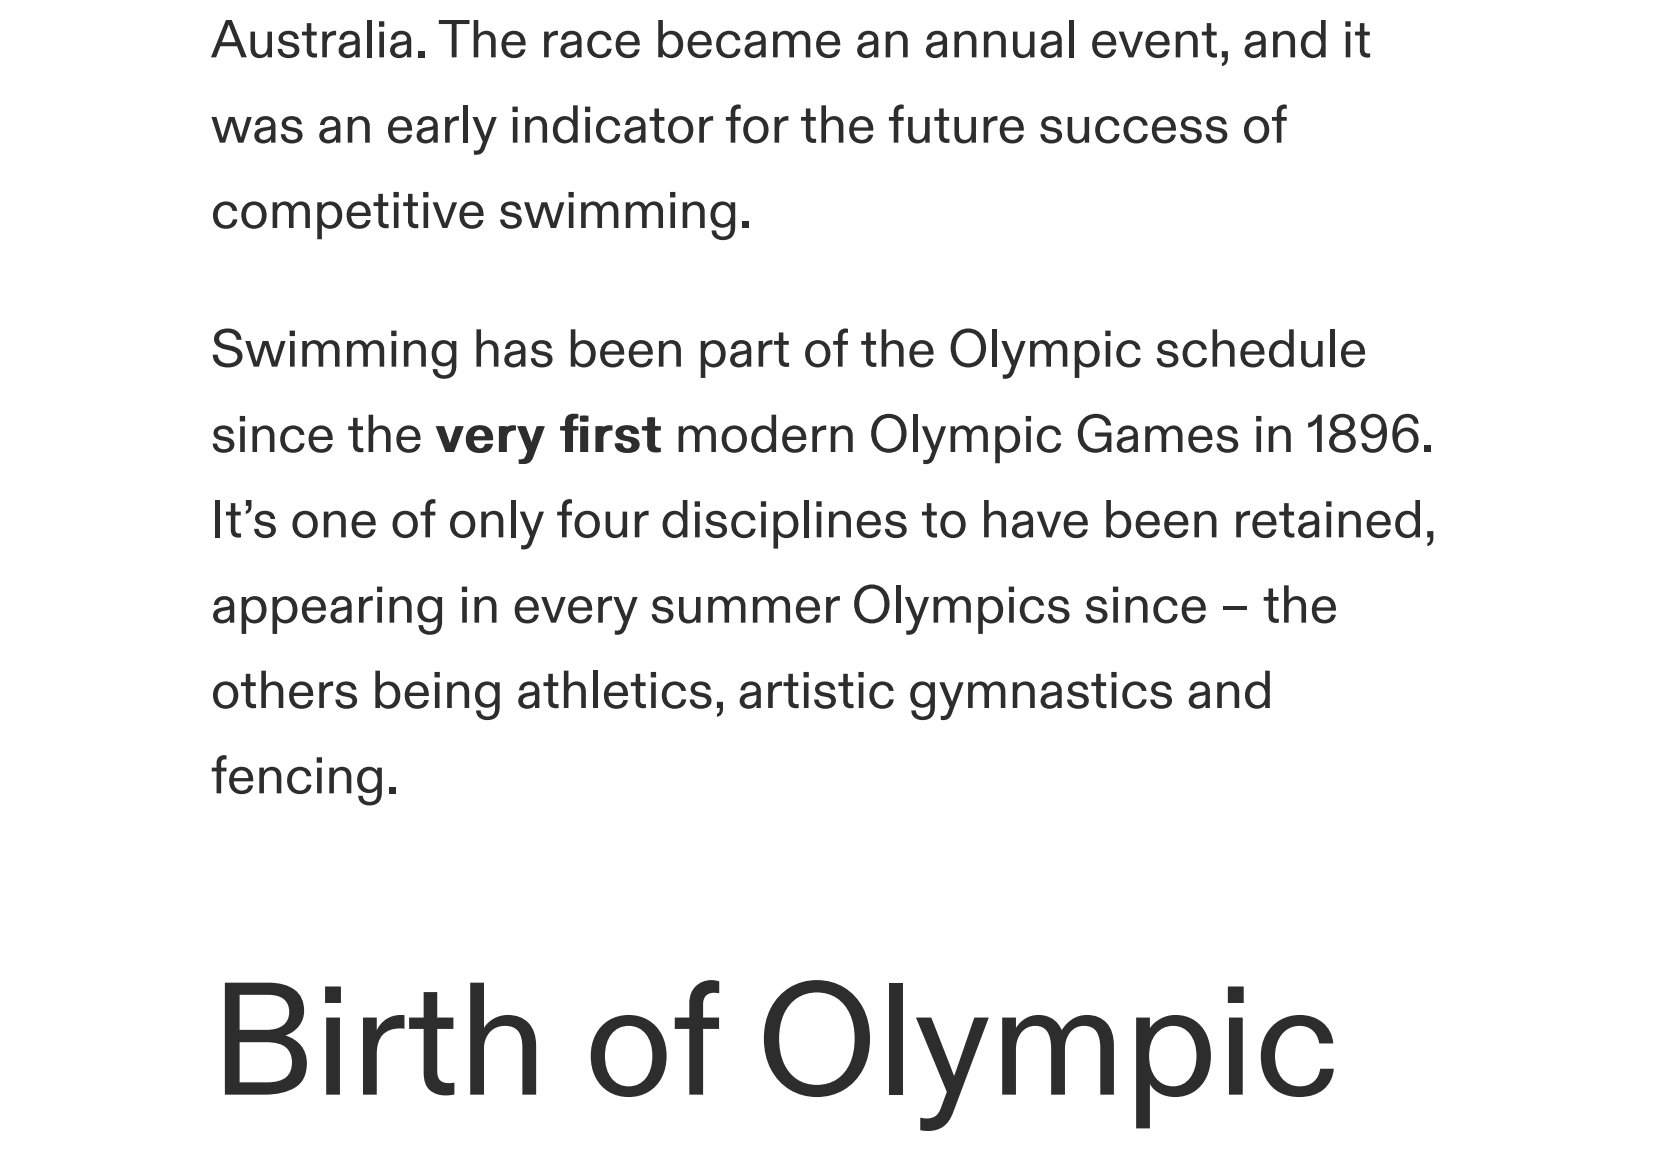 Australia. The race became an annual event, and it
was an early indicator for the future success of
competitive swimming.
Swimming has been part of the Olympic schedule
since the very first modern Olympic Games in 1896.
It’s one of only four disciplines to have been retained,
appearing in every summer Olympics since – the
others being athletics, artistic gymnastics and
fencing.
Birth of Olympic